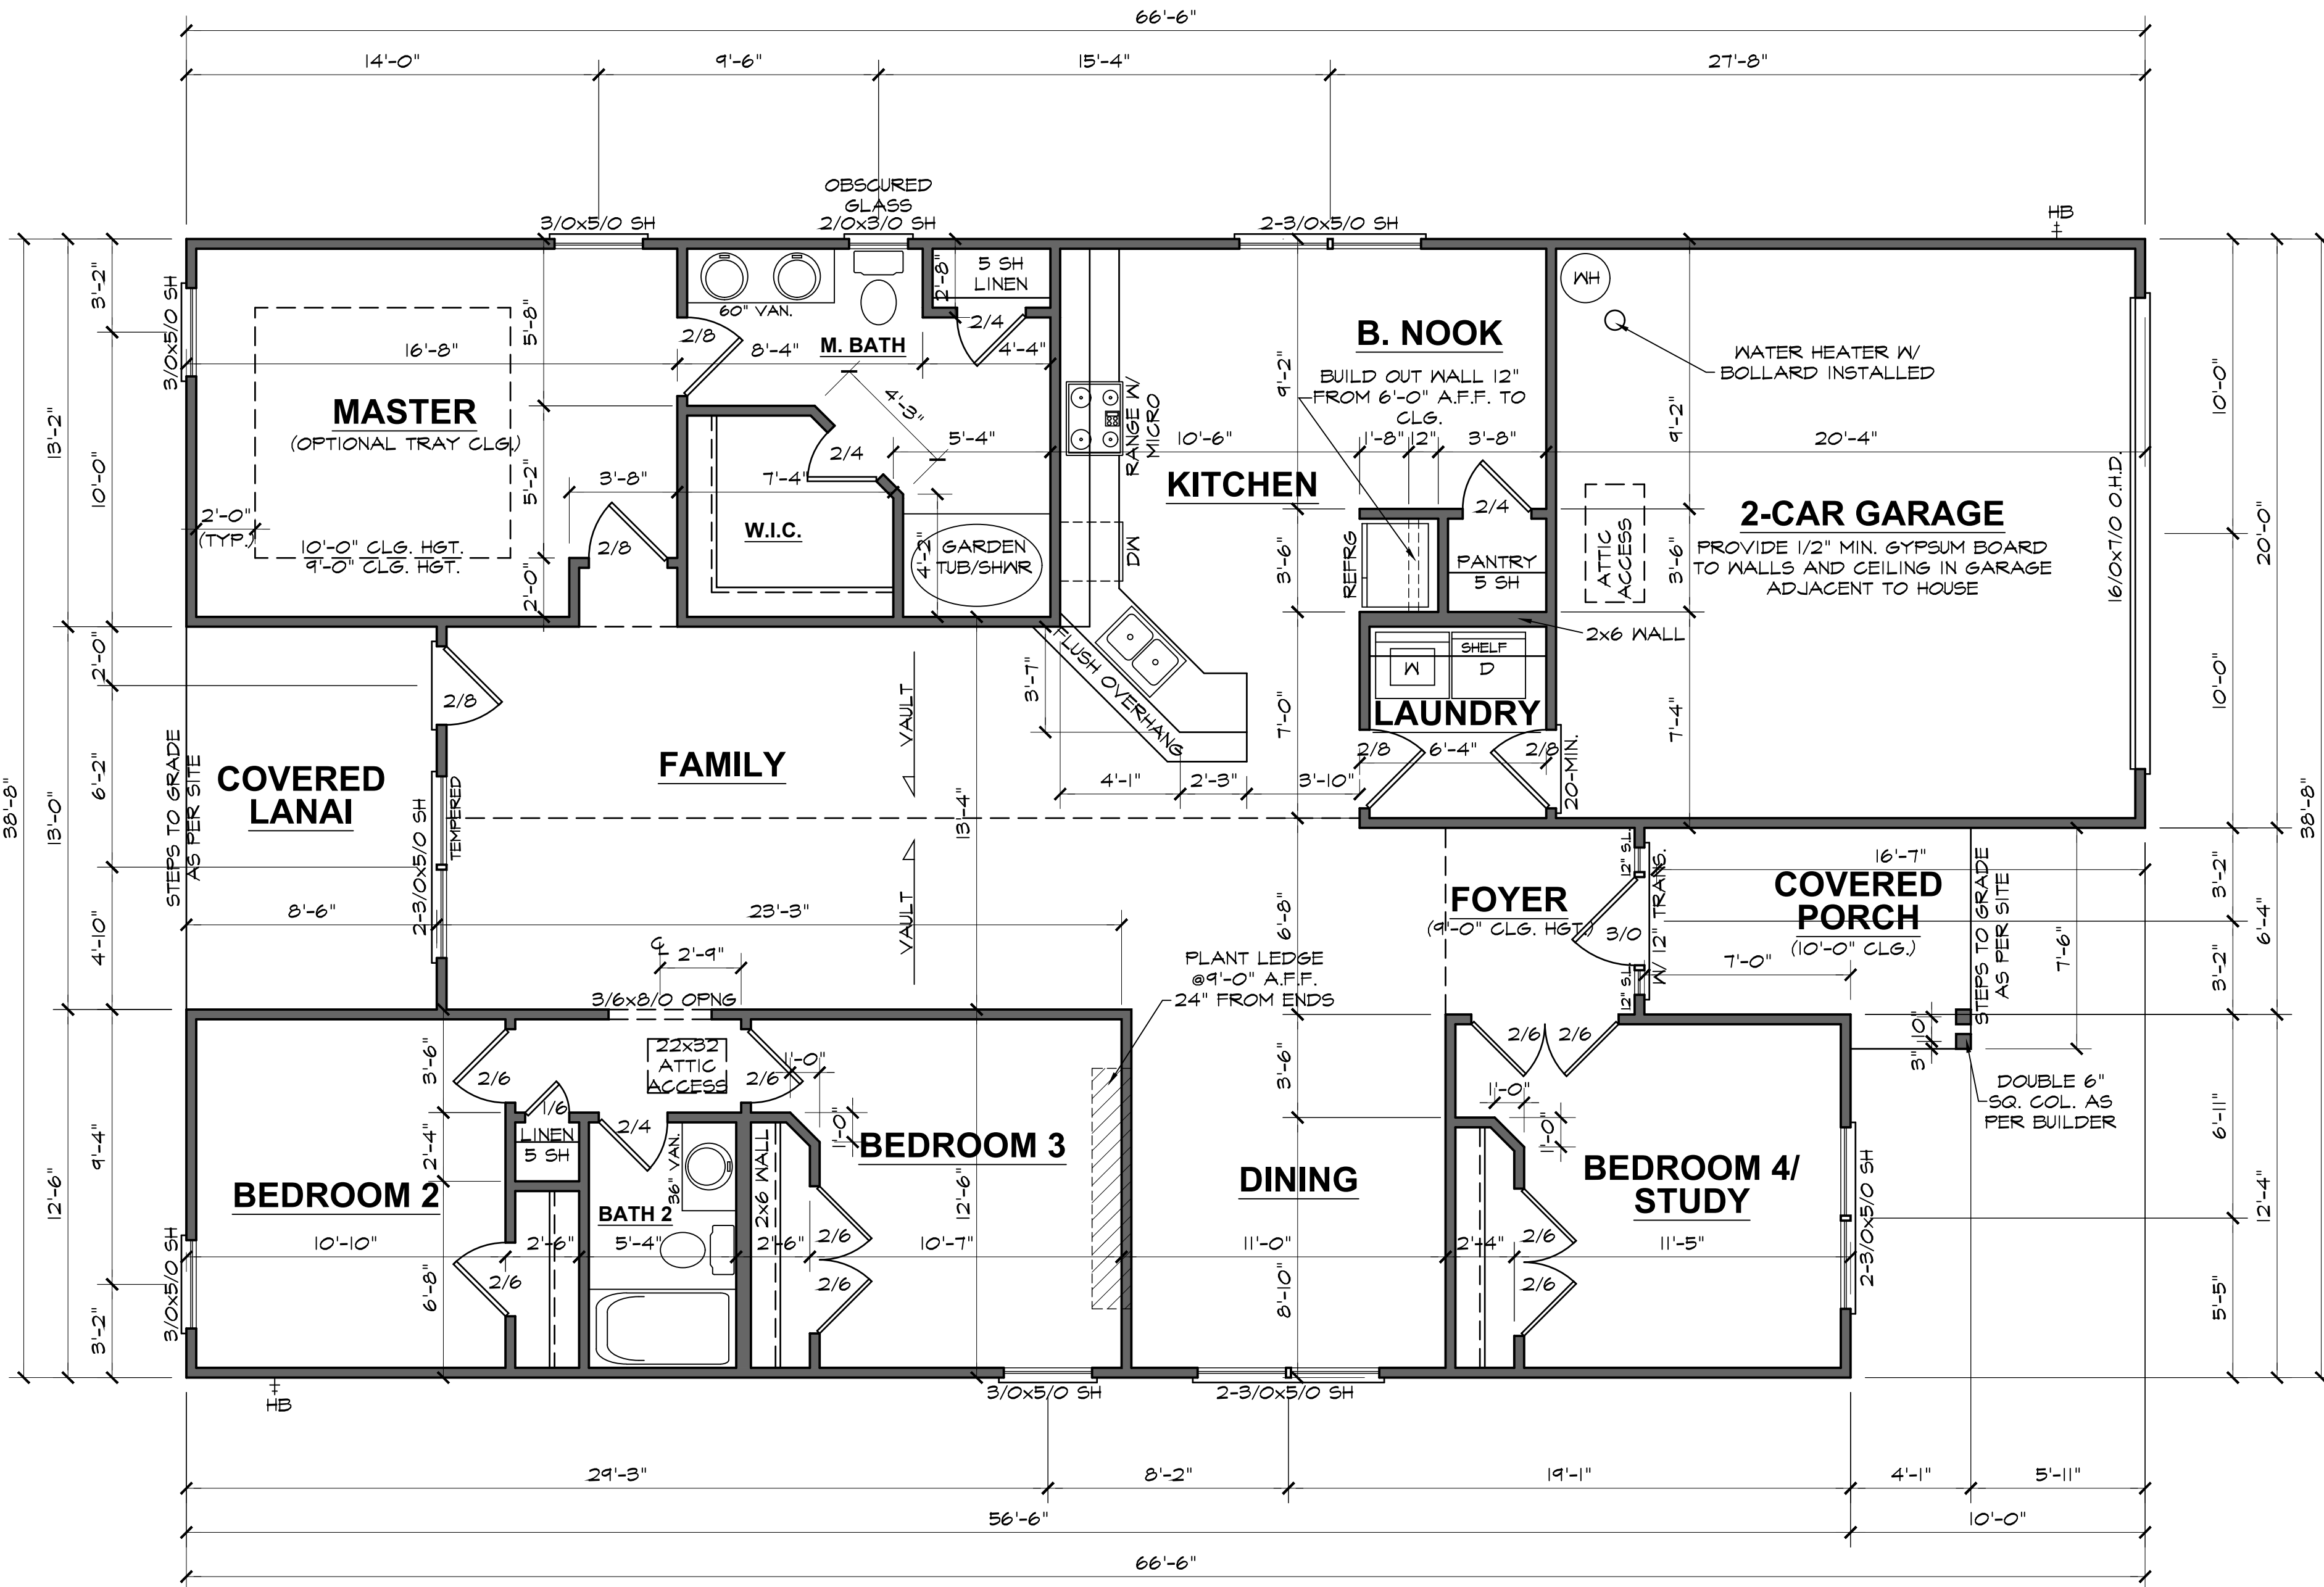 66'-6"
14'-0"
9'-6"
15'-4"
27'-8"
OBSCURED
GLASS
3/0x5/0 SH
2/0x3/0 SH
2-3/0x5/0 SH
HB
38'-8"
13'-2"
13'-0"
12'-6"
3'-2"
10'-0"
2'-0"
6'-2"
4'-10"
9'-4"
3'-2"
3/0x5/0 SH
16'-8"
MASTER
(OPTIONAL TRAY CLG.)
2'-0"
(TYP.)
10'-0" CLG. HGT.
9'-0" CLG. HGT.
5'-8"
5'-2"
2'-0"
3'-8"
2/8
60" VAN.
2/8
8'-4"
M. BATH
2'-8"
5 SH
LINEN
2/4
4'-4"
4'-3"
2/4
5'-4"
7'-4"
W.I.C.
4'-2"
GARDEN
TUB/SHWR
RANGE W/
MICRO
DW
10'-6"
KITCHEN
B. NOOK
BUILD OUT WALL 12"
FROM 6'-0" A.F.F. TO
CLG.
9'-2"
1'-8"
12"
3'-8"
2/4
REFRG
3'-6"
PANTRY
5 SH
WH
WATER HEATER W/
BOLLARD INSTALLED
9'-2"
20'-4"
ATTIC
ACCESS
3'-6"
2-CAR GARAGE
PROVIDE 1/2" MIN. GYPSUM BOARD
TO WALLS AND CEILING IN GARAGE
ADJACENT TO HOUSE
16/0x7/0 O.H.D.
2x6 WALL
7'-4"
W
SHELF
D
LAUNDRY
2/8
6'-4"
2/8
20-MIN.
7'-0"
FLUSH OVERHANG
3'-7"
4'-1"
2'-3"
3'-10"
STEPS TO GRADE
AS PER SITE
COVERED
LANAI
2/8
2-3/0x5/0 SH
TEMPERED
8'-6"
FAMILY
VAULT
VAULT
23'-3"
13'-4"
℄
2'-9"
3/6x8/0 OPNG
PLANT LEDGE
@9'-0" A.F.F.
24" FROM ENDS
6'-8"
FOYER
(9'-0" CLG. HGT.)
12" S.L.
W/ 12" TRANS.
3/0
12" S.L.
16'-7"
COVERED
PORCH
(10'-0" CLG.)
7'-0"
STEPS TO GRADE
AS PER SITE
7'-6"
10"
3"
DOUBLE 6"
SQ. COL. AS
PER BUILDER
10'-0"
10'-0"
20'-0"
3'-2"
3'-2"
6'-4"
6'-11"
5'-5"
12'-4"
38'-8"
BEDROOM 2
3/0x5/0 SH
10'-10"
3'-6"
2'-4"
6'-8"
2/6
1/6
LINEN
5 SH
2/6
2'-6"
22x32
ATTIC
ACCESS
2/4
36" VAN.
BATH 2
5'-4"
2x6 WALL
2/6
1'-0"
1'-0"
BEDROOM 3
2'-6"
2/6
2/6
10'-7"
12'-6"
3'-6"
DINING
11'-0"
8'-10"
2/6
2/6
1'-0"
1'-0"
BEDROOM 4/
STUDY
2'-4"
2/6
2/6
11'-5"
2-3/0x5/0 SH
HB
3/0x5/0 SH
2-3/0x5/0 SH
29'-3"
8'-2"
19'-1"
4'-1"
5'-11"
56'-6"
10'-0"
66'-6"